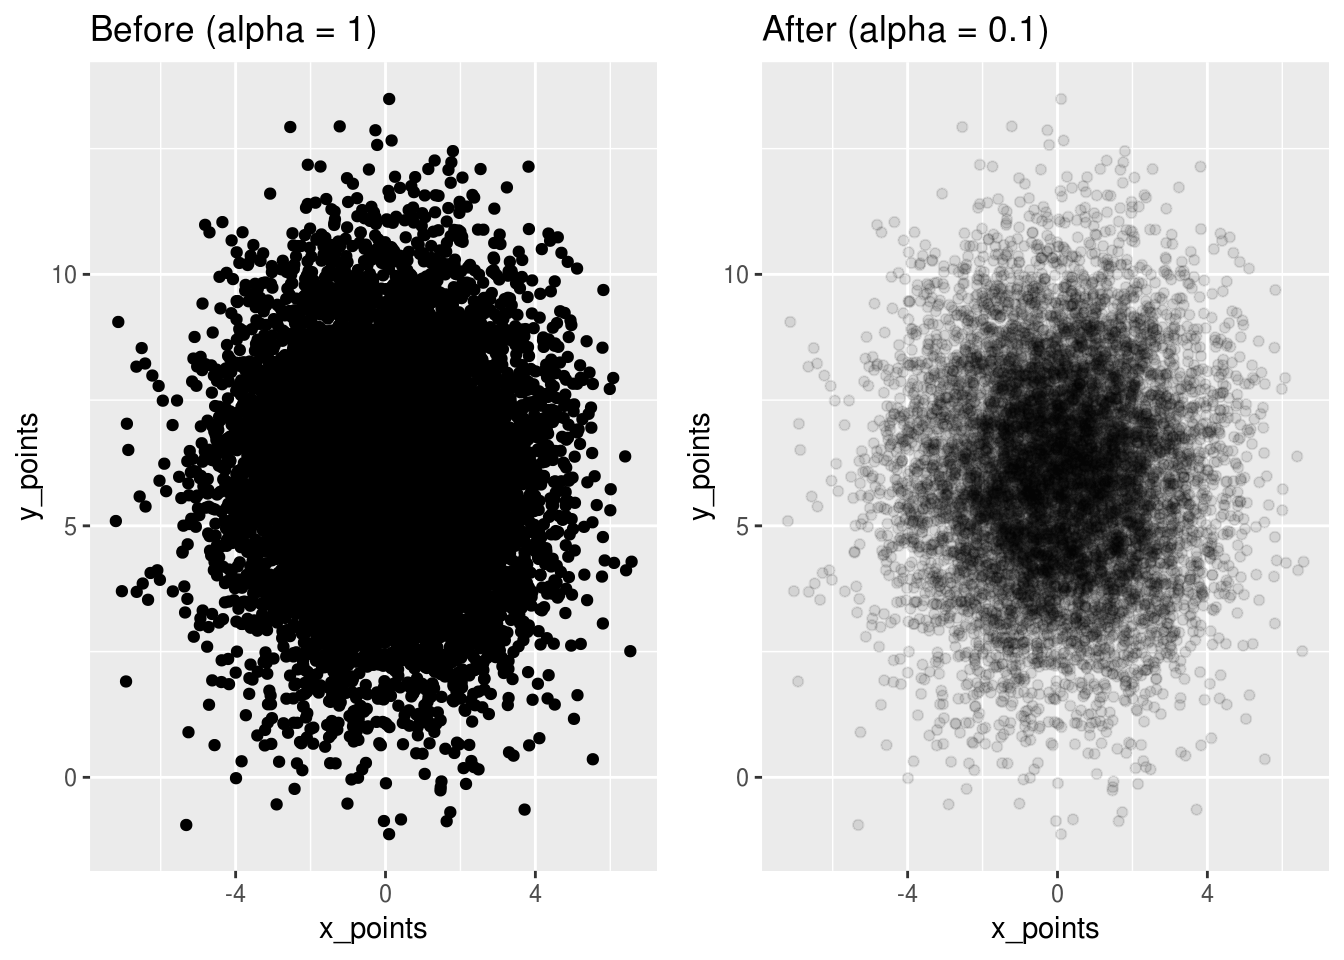 Before (alpha = 1)
y_points
10
5
0
-4 0 4
x_points
After (alpha = 0.1)
y_points
10
5
0
-4 0 4
x_points